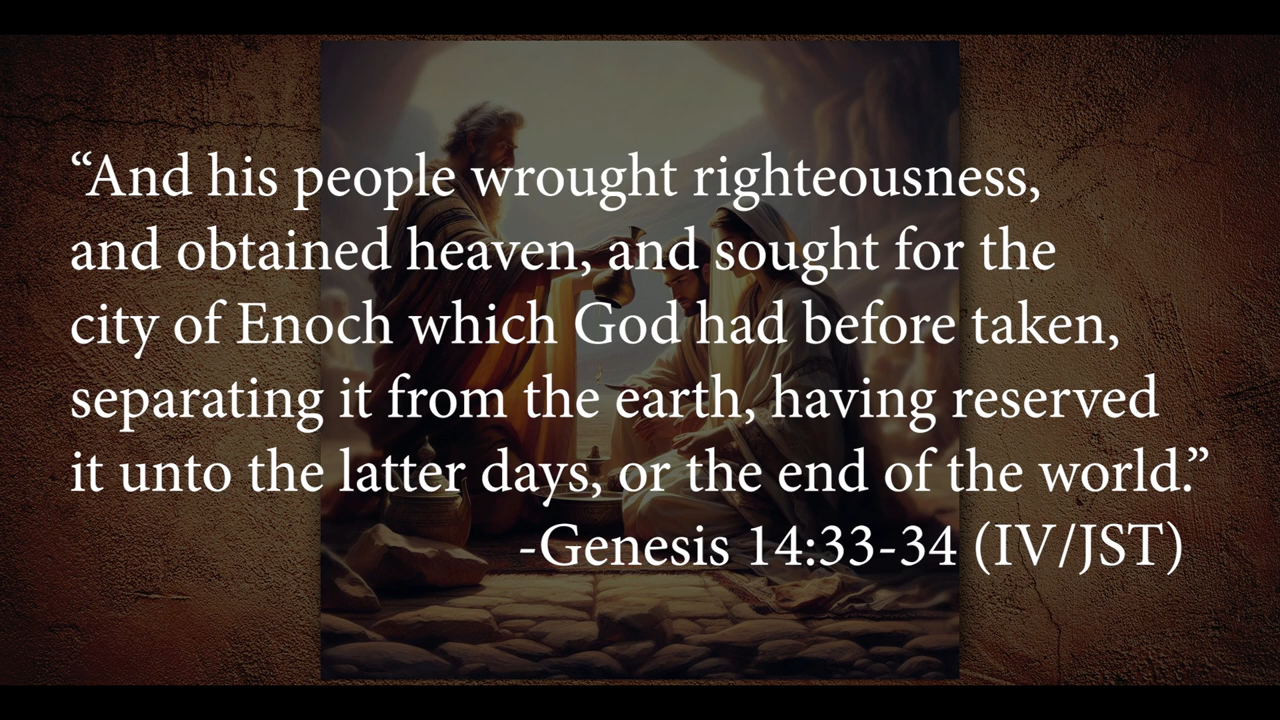 “And his people wrought righteousness,
and obtained heaven, and sought for the
city of Enoch which God had before taken,
separating it from the earth, having reserved
it unto the latter days, or the end of the world.”
-Genesis 14:33-34 (IV/JST)